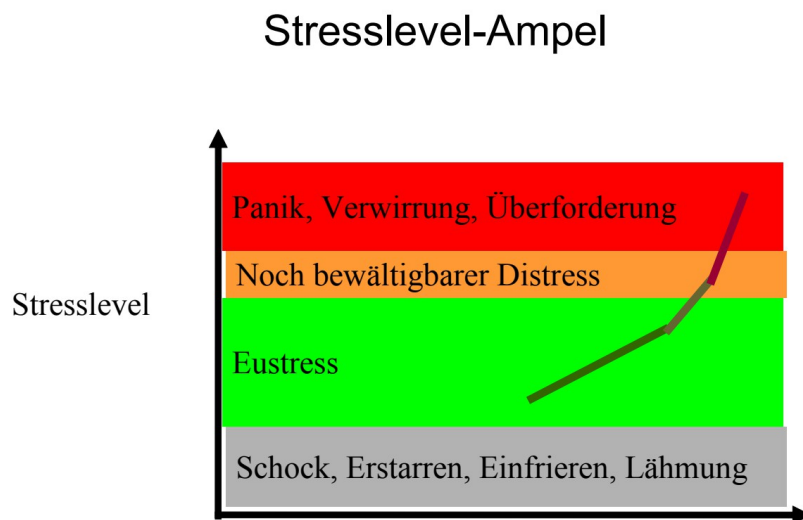 Stresslevel-Ampel
Panik, Verwirrung, Überforderung
Noch bewältigbarer Distress
Stresslevel
Eustress
Schock, Erstarren, Einfrieren, Lähmung